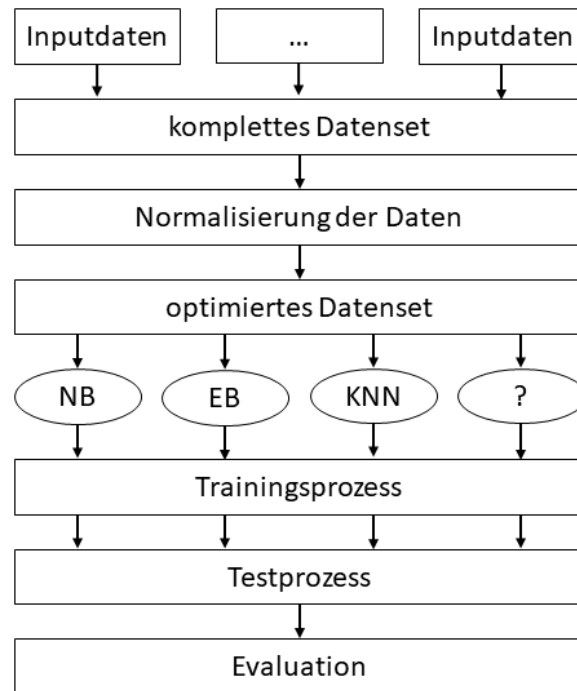 Inputdaten
...
Inputdaten
komplettes Datenset
Normalisierung der Daten
optimiertes Datenset
NB
EB
KNN
?
Trainingsprozess
Testprozess
Evaluation